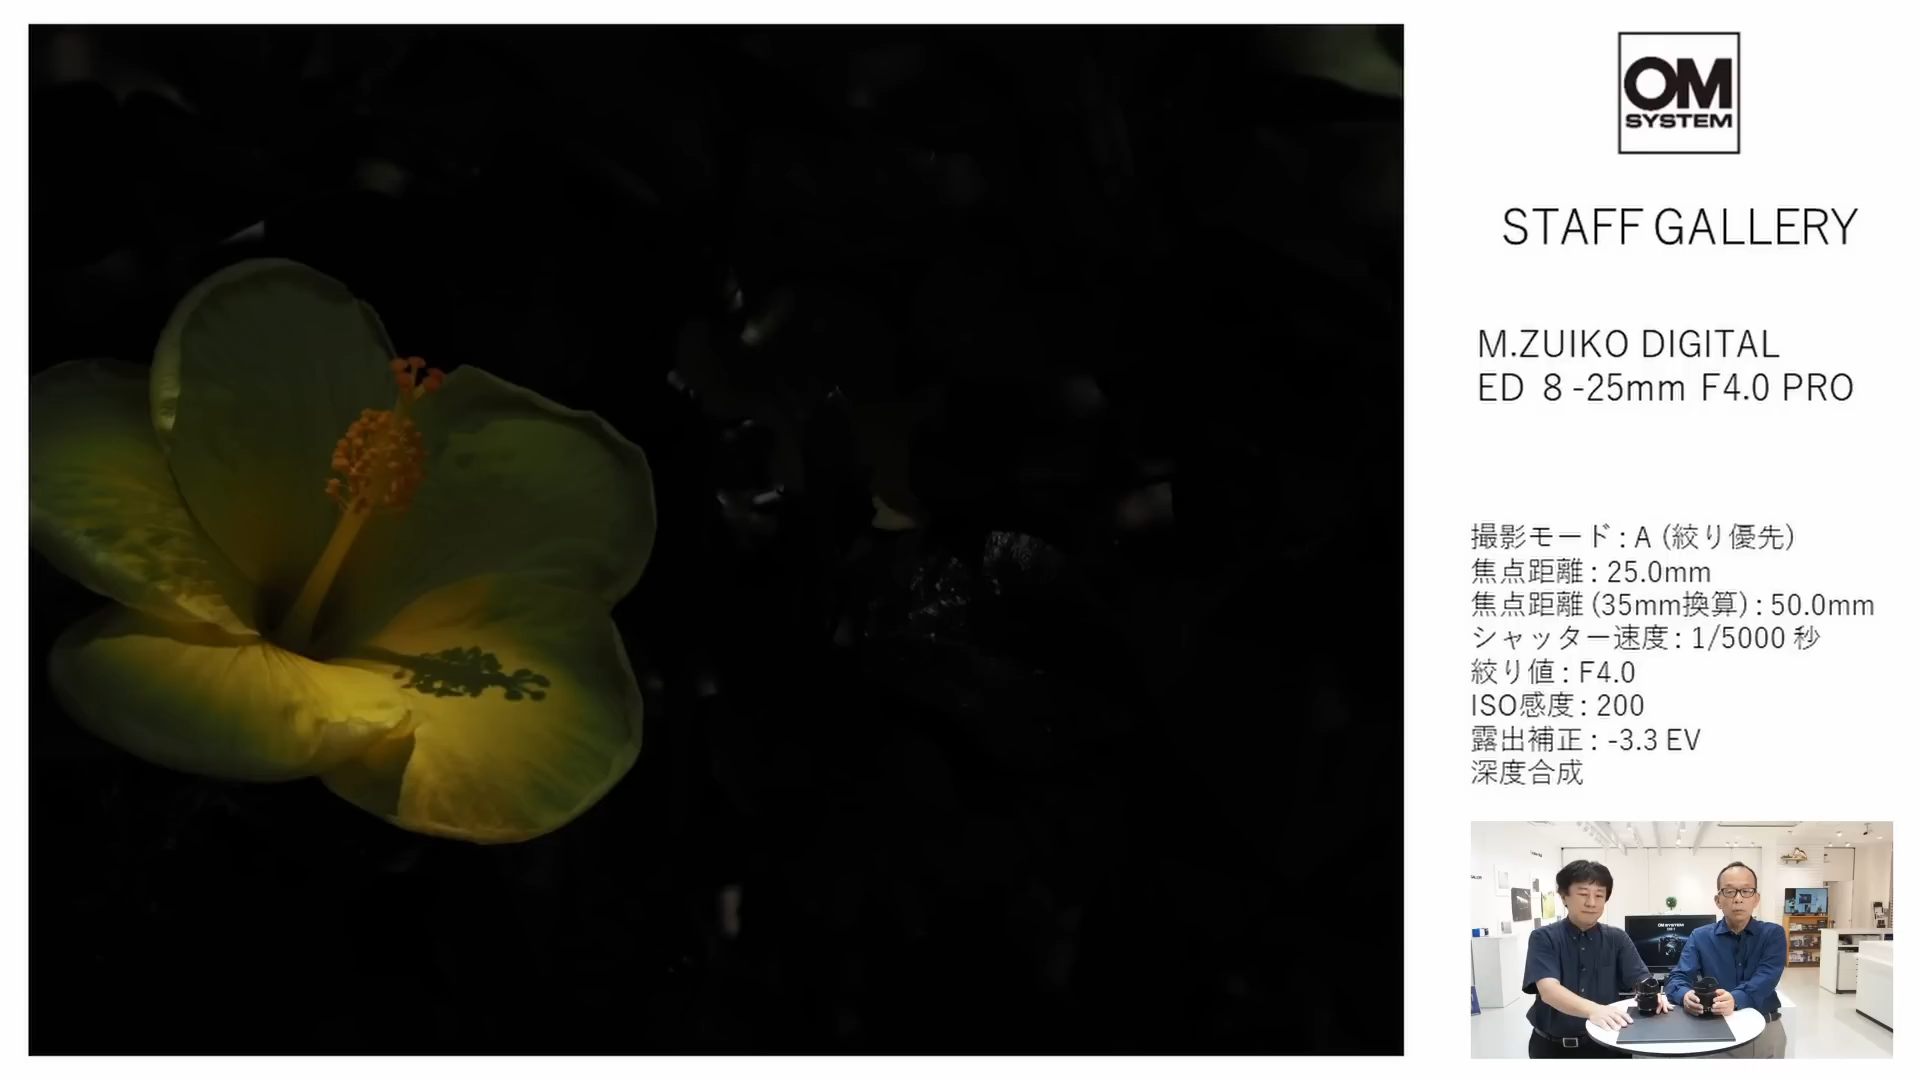 OM
SYSTEM
STAFF GALLERY
M.ZUIKO DIGITAL
ED 8 -25mm F4.0 PRO
撮影モード : A (絞り優先)
焦点距離 : 25.0mm
焦点距離 (35mm換算) : 50.0mm
シャッター速度 : 1/5000 秒
絞り値 : F4.0
ISO感度 : 200
露出補正 : -3.3 EV
深度合成
OM SYSTEM